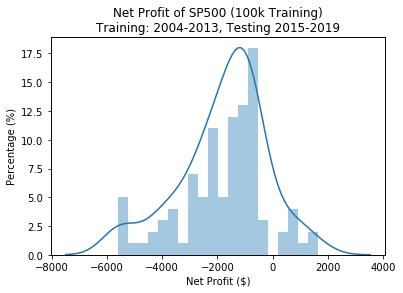 Net Profit of SP500 (100k Training)
Training: 2004-2013, Testing 2015-2019
17.5
15.0
12.5
10.0
7.5
5.0
2.5
0.0
Percentage (%)
−8000 −6000 −4000 −2000 0 2000 4000
Net Profit ($)